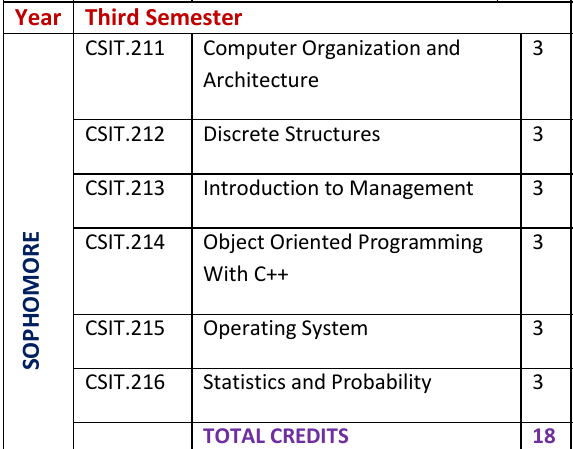 Year Third Semester
CSIT.211 Computer Organization and 3
Architecture
CSIT.212 Discrete Structures 3
CSIT.213 Introduction to Management 3
SOPHOMORE
CSIT.214 Object Oriented Programming 3
With C++
CSIT.215 Operating System 3
CSIT.216 Statistics and Probability 3
TOTAL CREDITS 18